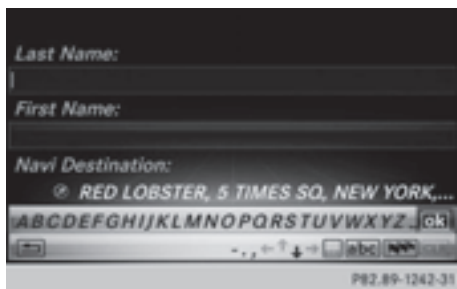 Last Name:
First Name:
Navi Destination:
RED LOBSTER, 5 TIMES SQ, NEW YORK,...
ABCDEFGHIJKLMNOPQRSTUVWXYZ ok
- . , abc
P82.89-1242-31